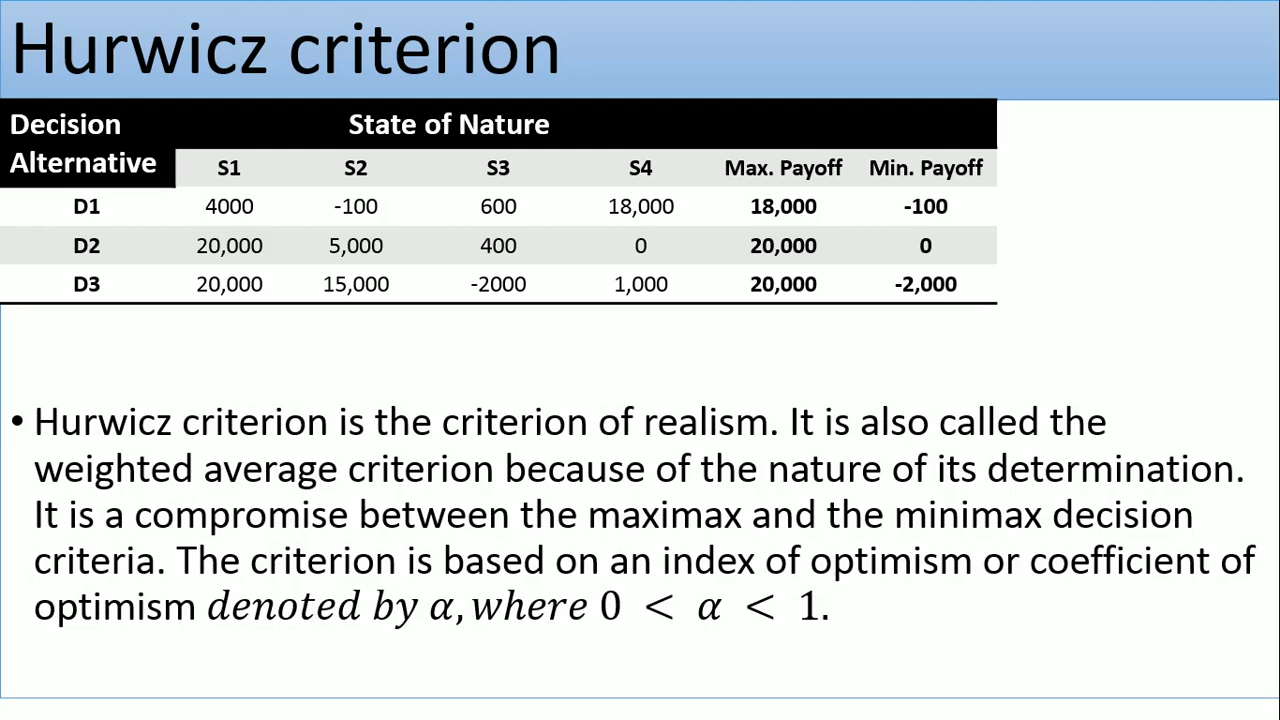 Hurwicz criterion
Decision Alternative State of Nature
S1 S2 S3 S4 Max. Payoff Min. Payoff
D1 4000 -100 600 18,000 18,000 -100
D2 20,000 5,000 400 0 20,000 0
D3 20,000 15,000 -2000 1,000 20,000 -2,000
• Hurwicz criterion is the criterion of realism. It is also called the
weighted average criterion because of the nature of its determination.
It is a compromise between the maximax and the minimax decision
criteria. The criterion is based on an index of optimism or coefficient of
optimism denoted by α, where 0 < α < 1.